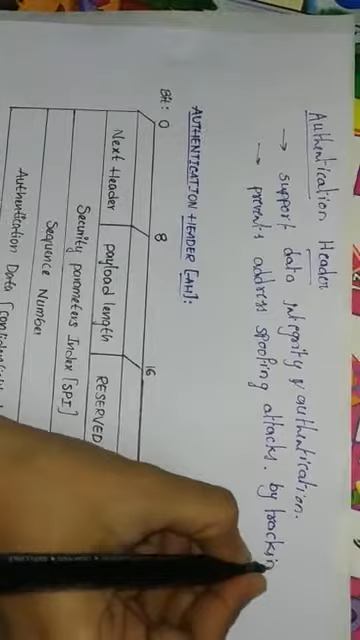 Authentication Header
→ support data integrity & authentication.
→ prevents address spoofing attacks. by trackin
AUTHENTICATION HEADER [AH]:
Bit: 0 8 16
Next Header payload length RESERVED
Security parameters Index [SPI]
Sequence Number
Authentication Data